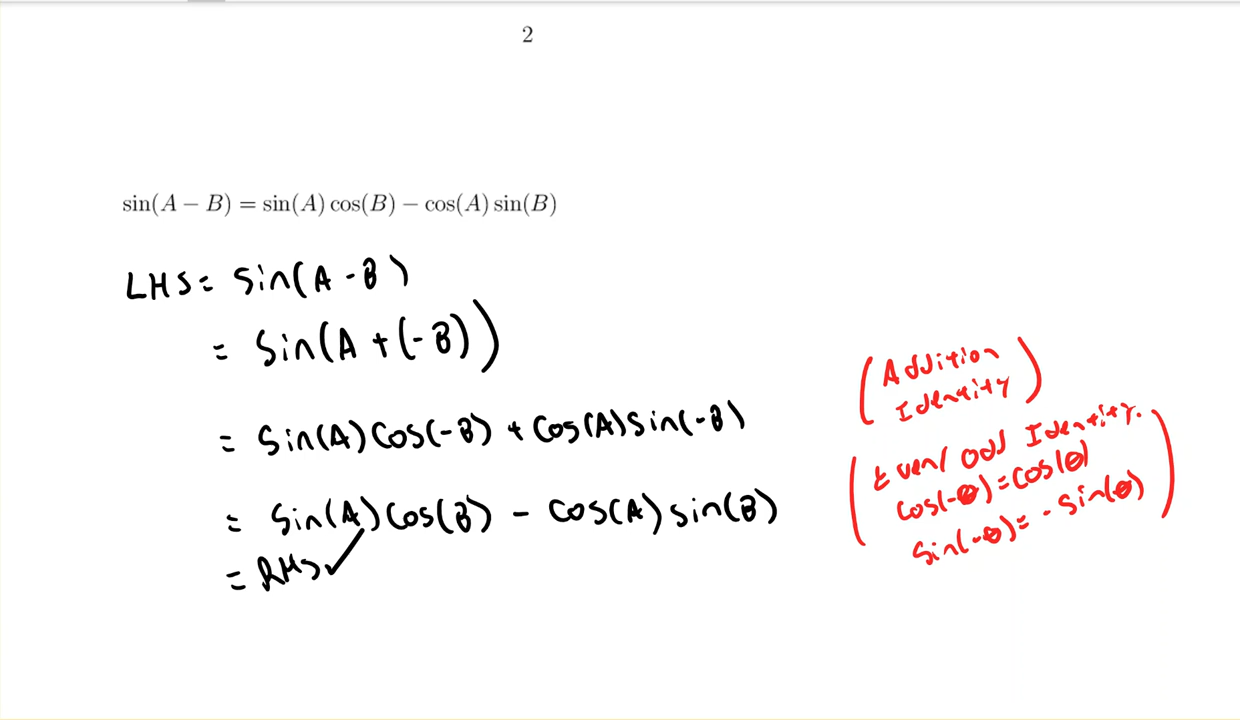 2
sin(A − B) = sin(A) cos(B) − cos(A) sin(B)
LHS = Sin(A - B)
= Sin(A + (-B))
(Addition
Identity)
= Sin(A) Cos(-B) + Cos(A) Sin(-B)
(Even/ odd Identity.
Cos(-θ) = Cos(θ)
Sin(-θ) = - Sin(θ))
= Sin(A) Cos(B) - Cos(A) sin(B)
= RHS ✓